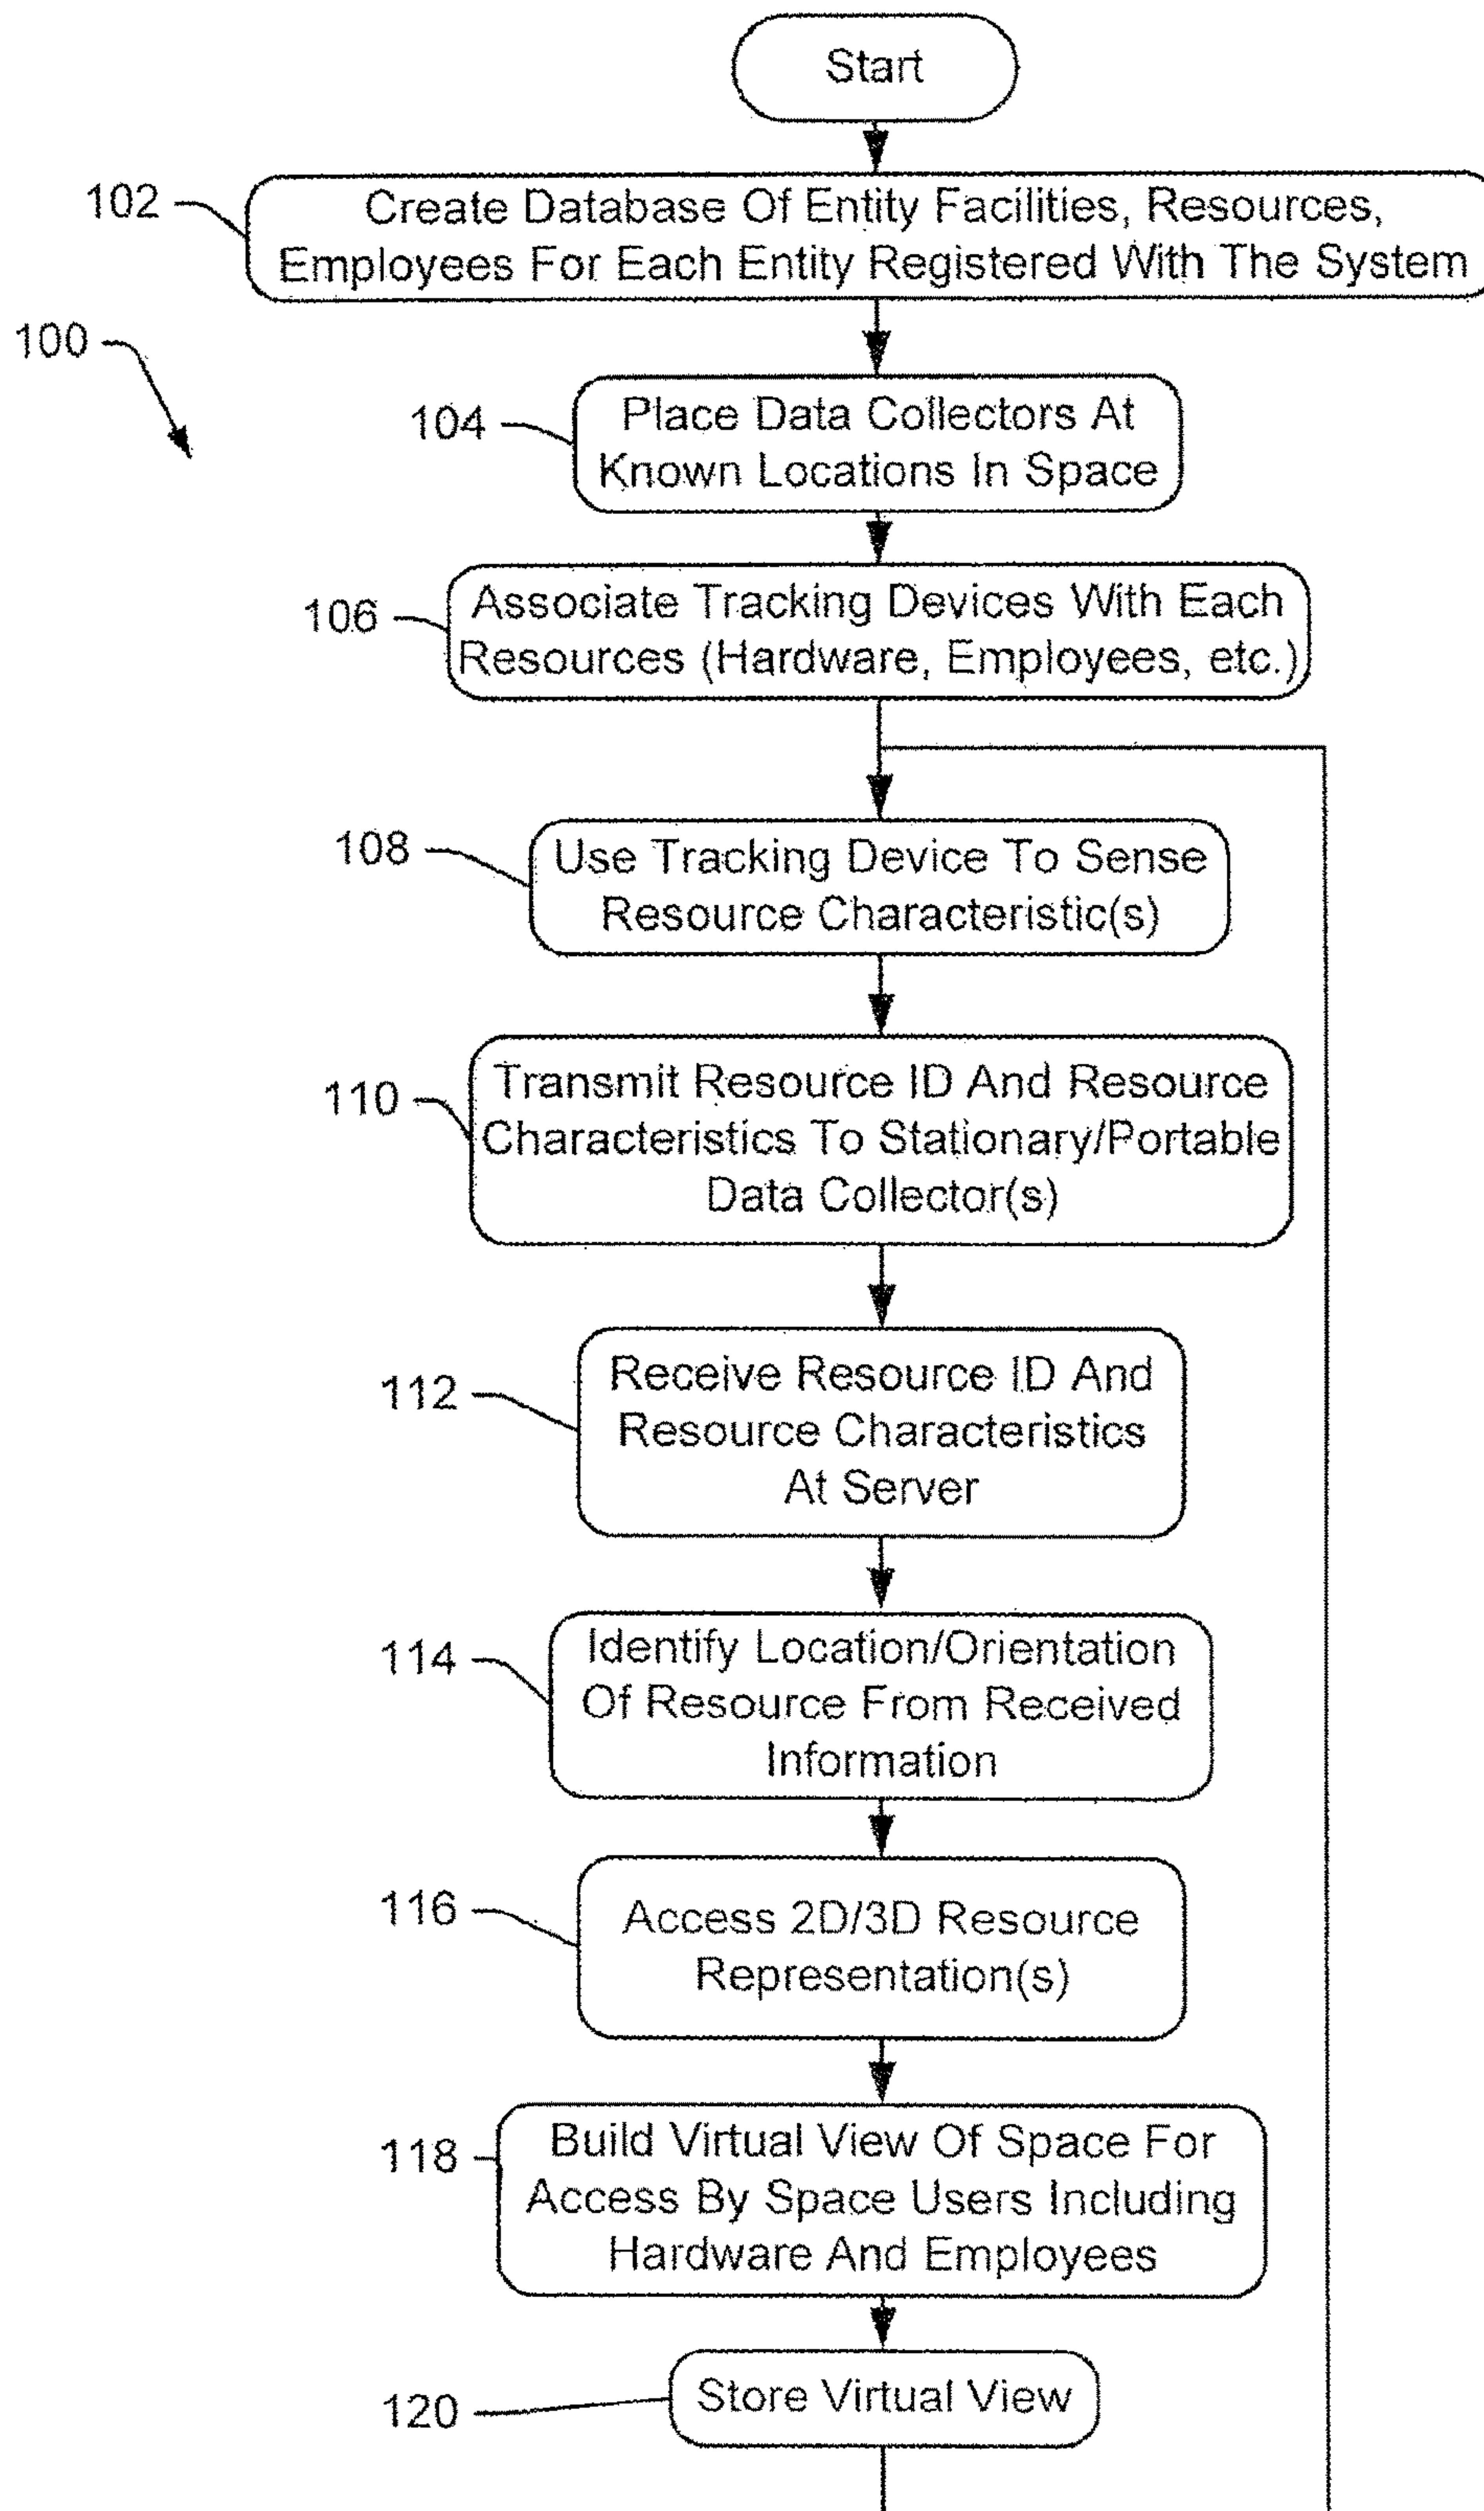 Start
102
Create Database Of Entity Facilities, Resources,
Employees For Each Entity Registered With The System
100
104
Place Data Collectors At
Known Locations In Space
106
Associate Tracking Devices With Each
Resources (Hardware, Employees, etc.)
108
Use Tracking Device To Sense
Resource Characteristic(s)
110
Transmit Resource ID And Resource
Characteristics To Stationary/Portable
Data Collector(s)
112
Receive Resource ID And
Resource Characteristics
At Server
114
Identify Location/Orientation
Of Resource From Received
Information
116
Access 2D/3D Resource
Representation(s)
118
Build Virtual View Of Space For
Access By Space Users Including
Hardware And Employees
120
Store Virtual View